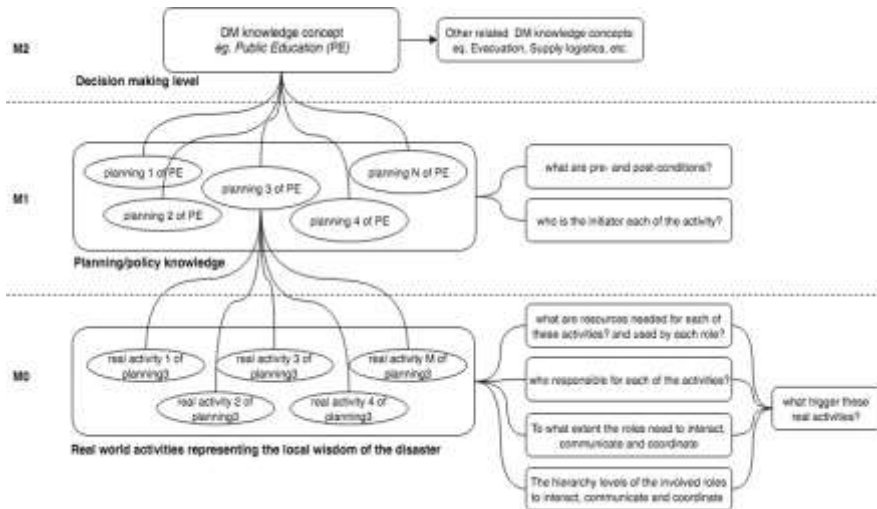 DM knowledge concept
eg. Public Education (PE)
Other related DM knowledge concepts
eq. Evacuation, Supply logistics, etc.
M2
Decision making level
planning 1 of PE
planning N of PE
planning 3 of PE
planning 2 of PE
planning 4 of PE
what are pre- and post-conditions?
M1
who is the initiator each of the activity?
Planning/policy knowledge
what are resources needed for each of
these activities? and used by each role?
real activity 1 of
planning3
real activity 3 of
planning3
real activity M of
planning3
M0
who responsible for each of the activities?
real activity 2 of
planning3
real activity 4 of
planning3
what bigger these
real activities?
To what extent the roles need to interact,
communicate and coordinate
Real world activities representing the local wisdom of the disaster
The hierarchy levels of the involved roles
to interact, communicate and coordinate